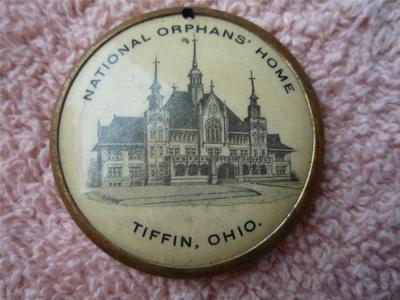 NATIONAL ORPHANS' HOME
TIFFIN, OHIO.